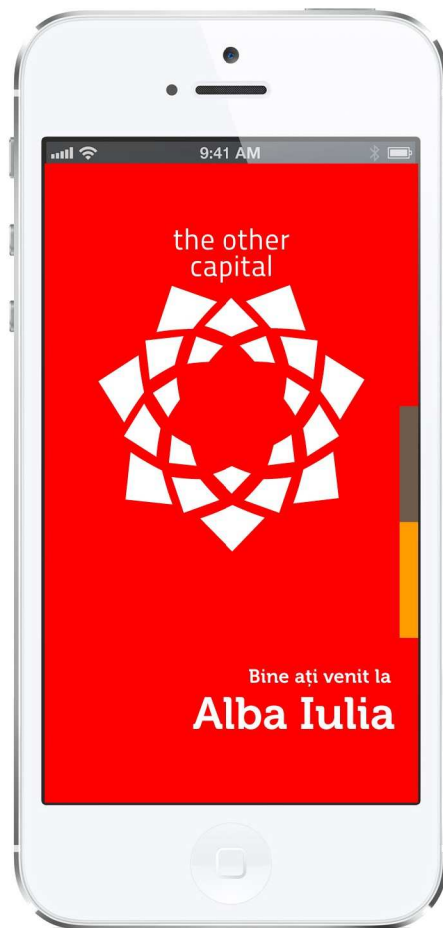 9:41 AM
the other
capital
Bine ați venit la
Alba Iulia